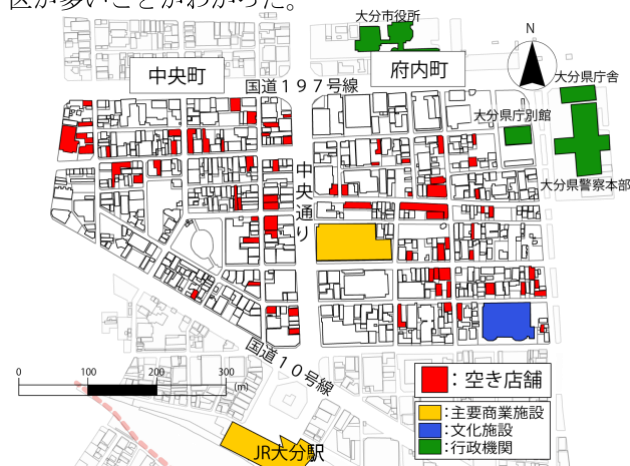 区が多いことがわかった。
大分市役所
中央町
府内町
N
国道197号線
大分県庁舎
大分県庁別館
大分県警察本部
中央通り
国道10号線
0 100 200 300 (m)
JR大分駅
:空き店舗
:主要商業施設
:文化施設
:行政機関